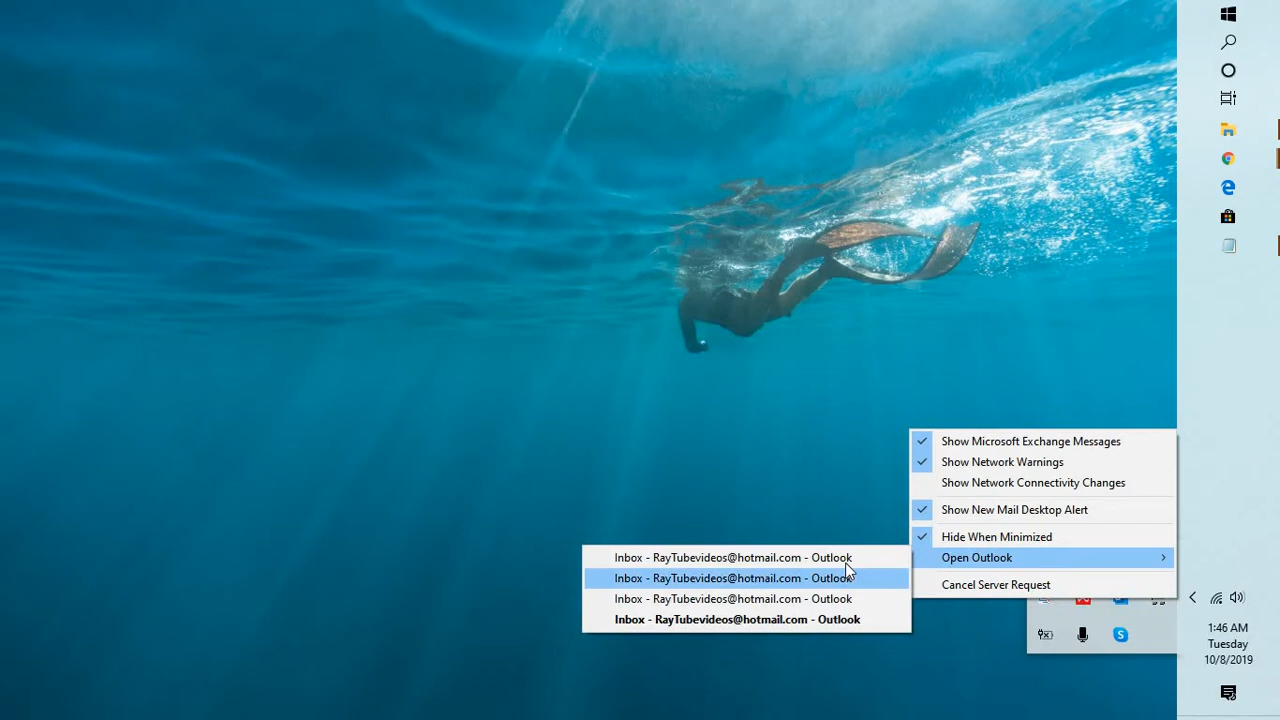 Show Microsoft Exchange Messages
Show Network Warnings
Show Network Connectivity Changes
Show New Mail Desktop Alert
Hide When Minimized
Open Outlook
Cancel Server Request
Inbox - RayTubevideos@hotmail.com - Outlook
Inbox - RayTubevideos@hotmail.com - Outlook
Inbox - RayTubevideos@hotmail.com - Outlook
Inbox - RayTubevideos@hotmail.com - Outlook
1:46 AM
Tuesday
10/8/2019